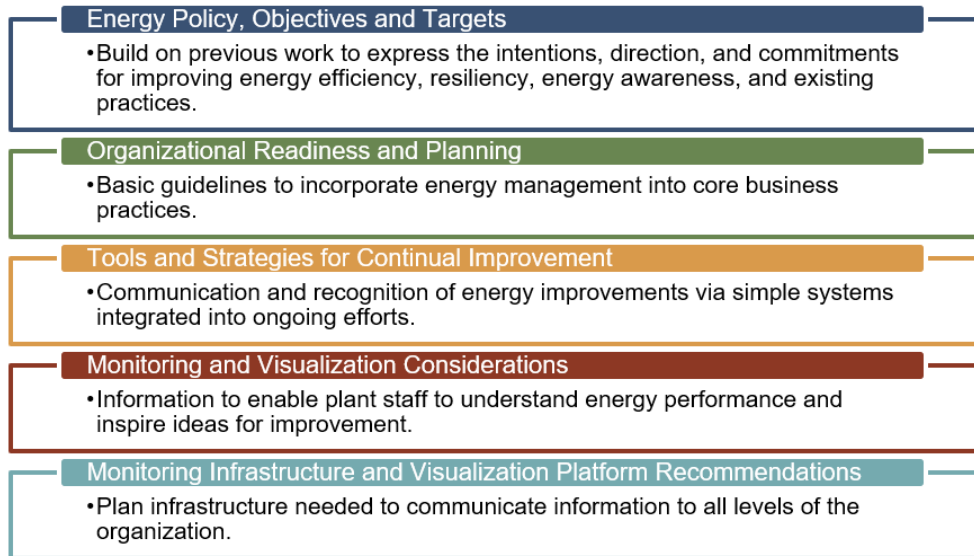 Energy Policy, Objectives and Targets
•Build on previous work to express the intentions, direction, and commitments
for improving energy efficiency, resiliency, energy awareness, and existing
practices.
Organizational Readiness and Planning
•Basic guidelines to incorporate energy management into core business
practices.
Tools and Strategies for Continual Improvement
•Communication and recognition of energy improvements via simple systems
integrated into ongoing efforts.
Monitoring and Visualization Considerations
•Information to enable plant staff to understand energy performance and
inspire ideas for improvement.
Monitoring Infrastructure and Visualization Platform Recommendations
•Plan infrastructure needed to communicate information to all levels of the
organization.